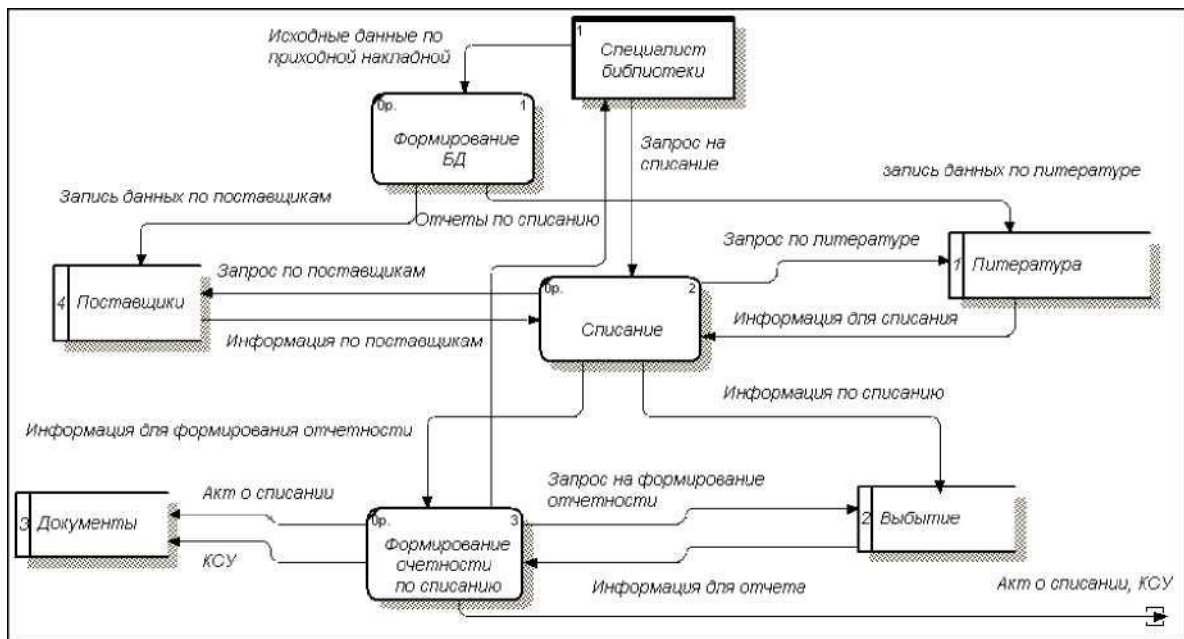 Исходные данные по
приходной накладной
1
Специалист
библиотеки
0р.
1
Формирование
БД
Запрос на
списание
Запись данных по поставщикам
Отчеты по списанию
запись данных по литературе
Запрос по литературе
4
Поставщики
Запрос по поставщикам
0р.
2
Списание
1
Литература
Информация по поставщикам
Информация для списания
Информация для формирования отчетности
Информация по списанию
3
Документы
Акт о списании
КСУ
0р.
3
Формирование
очетности
по списанию
Запрос на формирование
отчетности
2
Выбытие
Информация для отчета
Акт о списании, КСУ